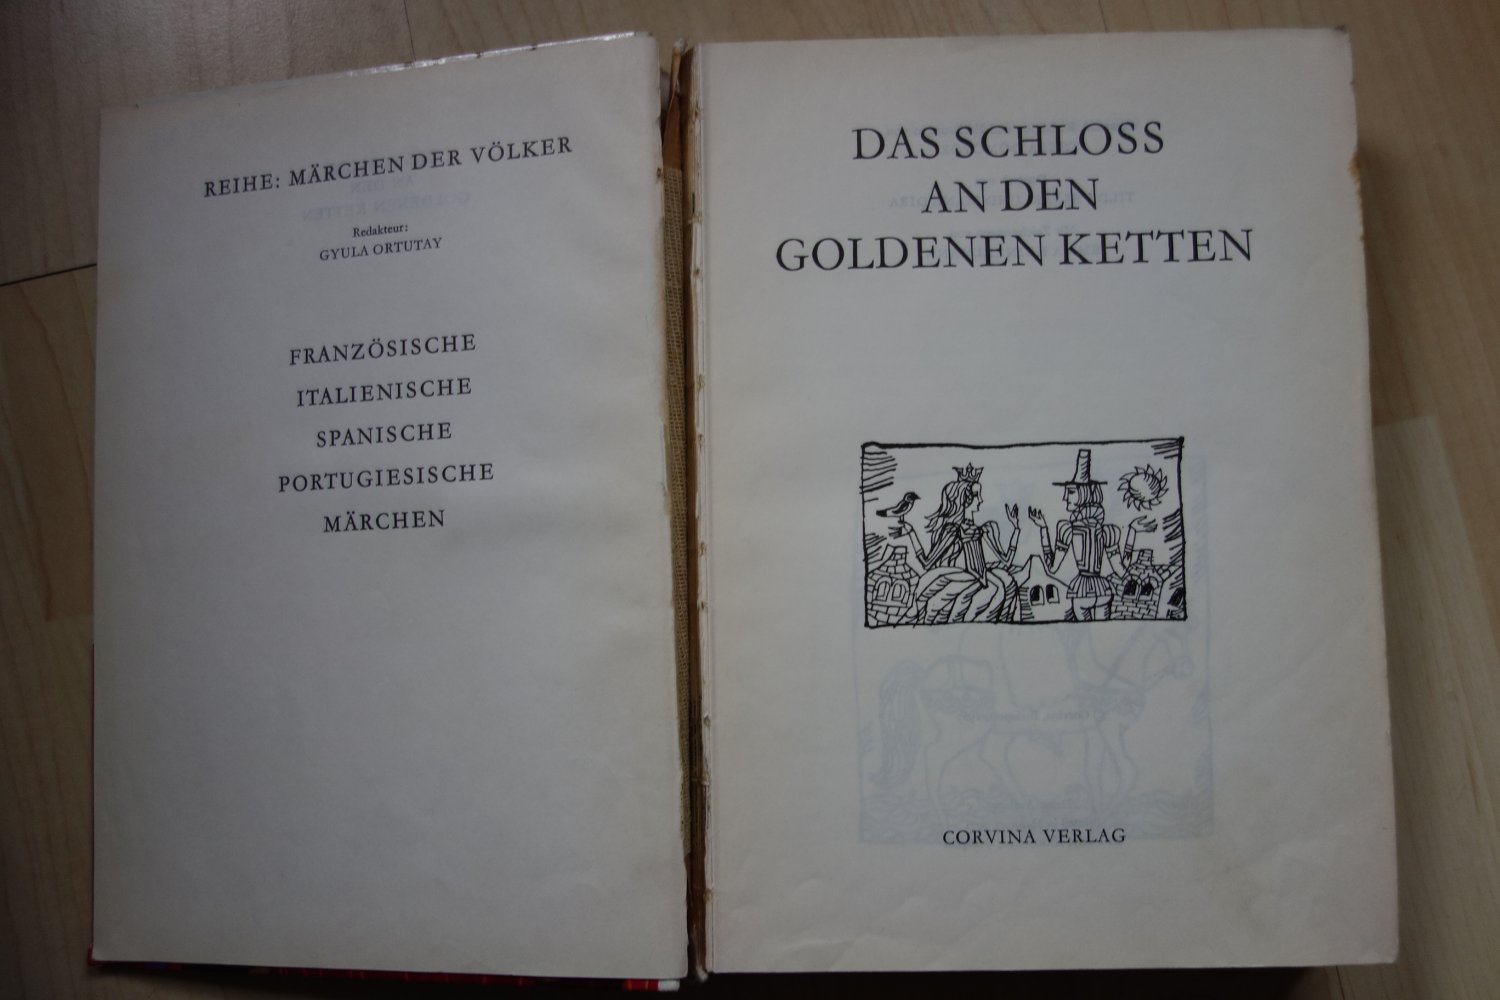 REIHE: MÄRCHEN DER VÖLKER
Redakteur:
GYULA ORTUTAY
FRANZÖSISCHE
ITALIENISCHE
SPANISCHE
PORTUGIESISCHE
MÄRCHEN
DAS SCHLOSS
AN DEN
GOLDENEN KETTEN
CORVINA VERLAG